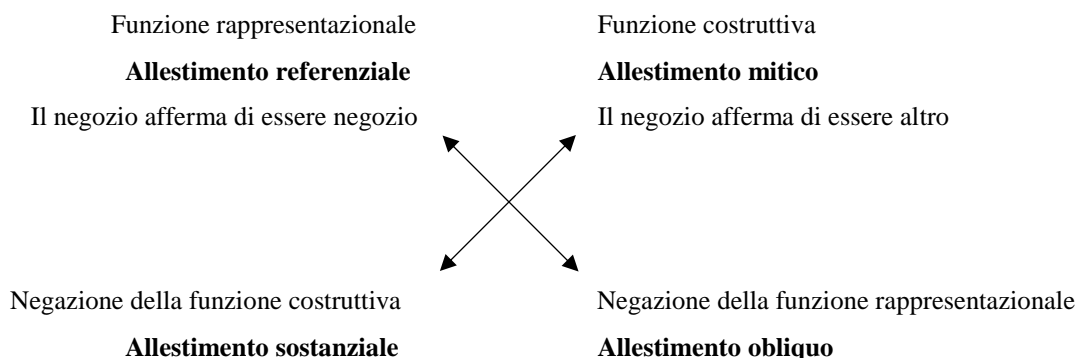 Funzione rappresentazionale
Allestimento referenziale
Il negozio afferma di essere negozio
Funzione costruttiva
Allestimento mitico
Il negozio afferma di essere altro
Negazione della funzione costruttiva
Allestimento sostanziale
Negazione della funzione rappresentazionale
Allestimento obliquo